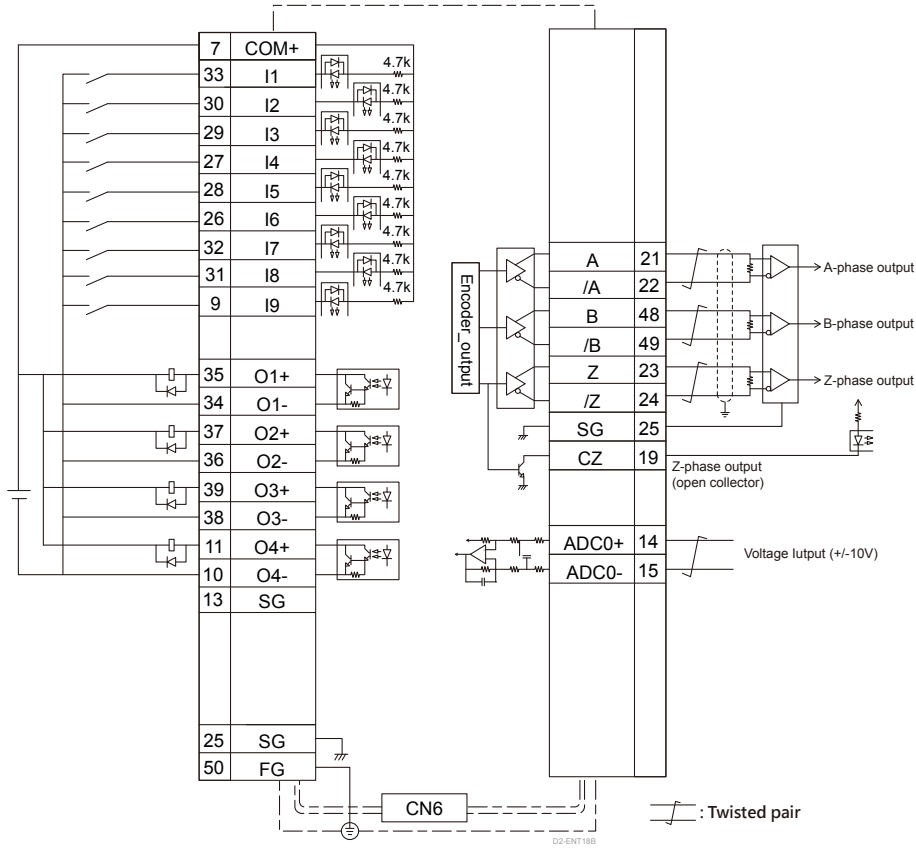 7 COM+
33 I1 4.7k
30 I2 4.7k
29 I3 4.7k
27 I4 4.7k
28 I5 4.7k
26 I6 4.7k
32 I7 4.7k
31 I8 4.7k
9 I9 4.7k
35 O1+
34 O1-
37 O2+
36 O2-
39 O3+
38 O3-
11 O4+
10 O4-
13 SG
25 SG
50 FG
CN6
Encoder_output
A 21 A-phase output
/A 22
B 48 B-phase output
/B 49
Z 23 Z-phase output
/Z 24
SG 25
CZ 19
Z-phase output
(open collector)
ADC0+ 14
ADC0- 15
Voltage Iutput (+/-10V)
: Twisted pair
D2-ENT18B